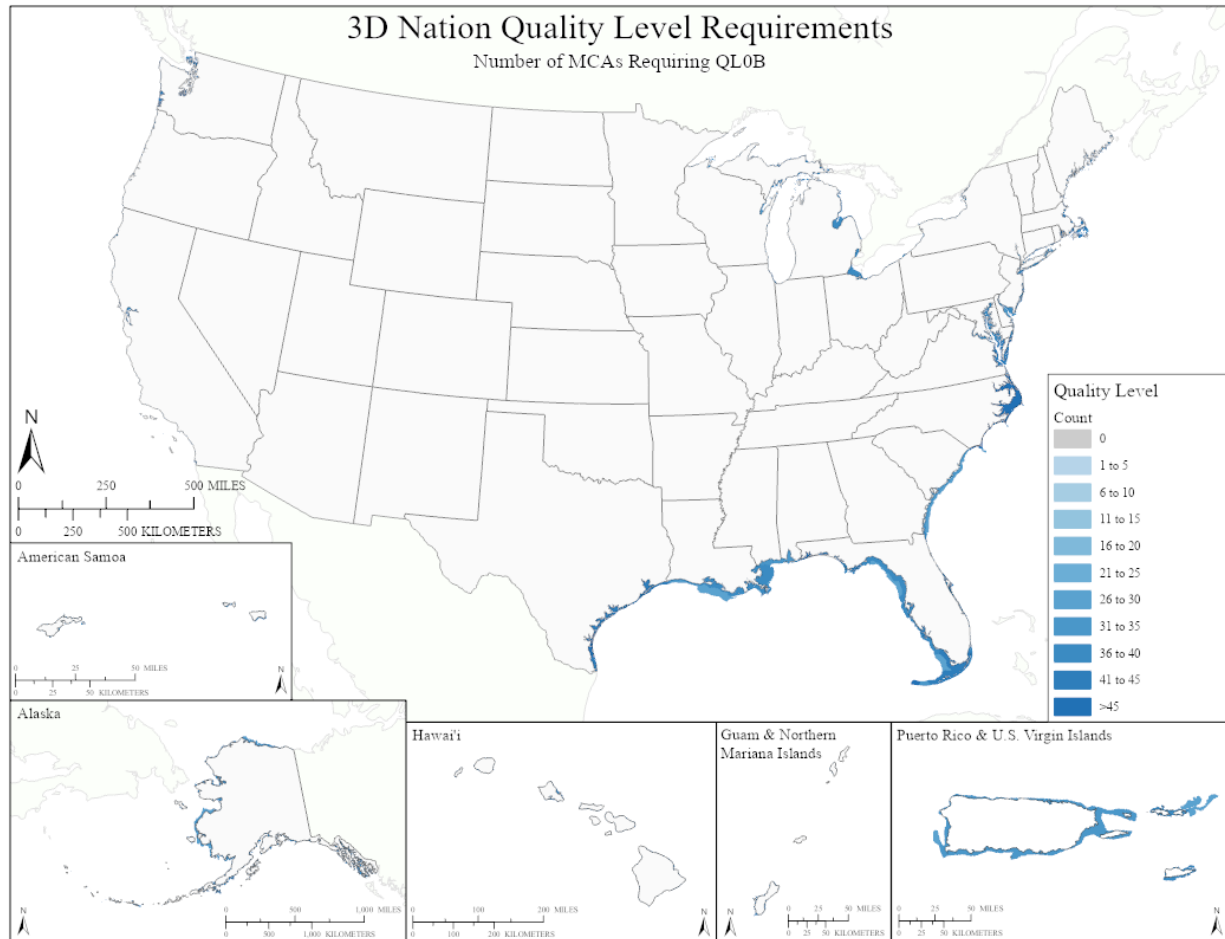 3D Nation Quality Level Requirements
Number of MCAs Requiring QL0B
N
0 250 500 MILES
0 250 500 KILOMETERS
Quality Level
Count
0
1 to 5
6 to 10
11 to 15
16 to 20
21 to 25
26 to 30
31 to 35
36 to 40
41 to 45
>45
American Samoa
0 25 50 MILES
0 25 50 KILOMETERS
N
Alaska
0 500 1,000 MILES
0 500 1,000 KILOMETERS
N
Hawai'i
0 100 200 MILES
0 100 200 KILOMETERS
N
Guam & Northern
Mariana Islands
0 25 50 MILES
0 25 50 KILOMETERS
N
Puerto Rico & U.S. Virgin Islands
0 25 50 MILES
0 25 50 KILOMETERS
N